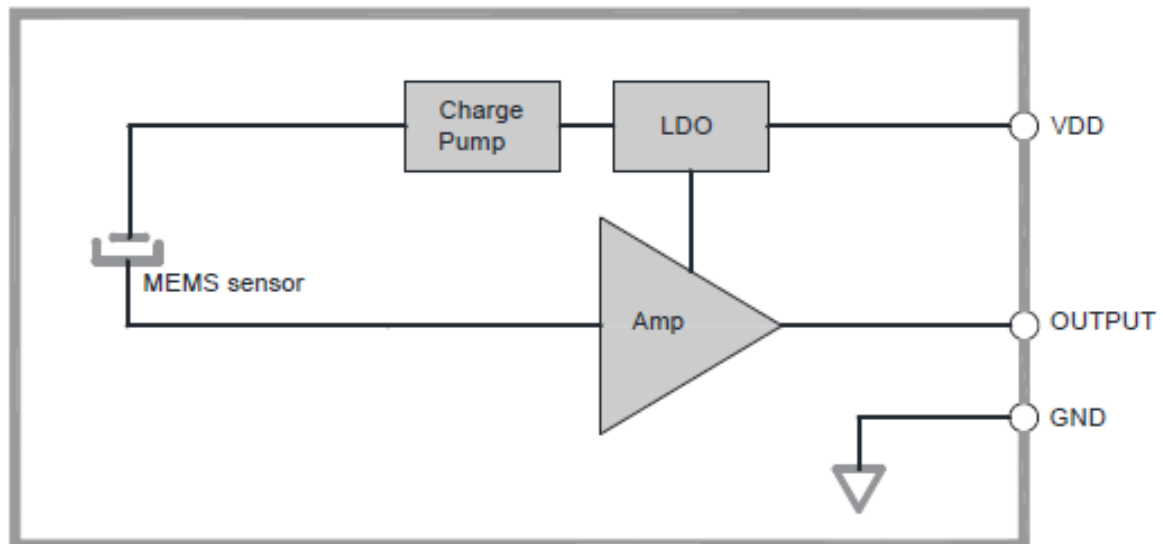 Charge
Pump
LDO
VDD
MEMS sensor
Amp
OUTPUT
GND